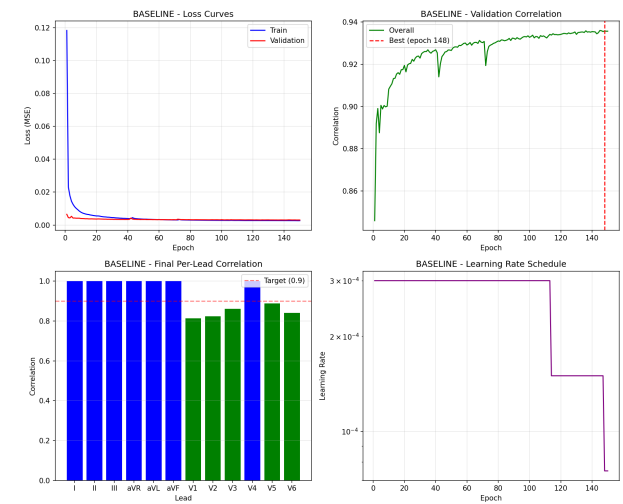 BASELINE - Loss Curves
0.12
0.10
0.08
0.06
0.04
0.02
0.00
Loss (MSE)
Train
Validation
0 20 40 60 80 100 120 140
Epoch
BASELINE - Validation Correlation
0.94
0.92
0.90
0.88
0.86
Correlation
Overall
Best (epoch 148)
0 20 40 60 80 100 120 140
Epoch
BASELINE - Final Per-Lead Correlation
1.0
0.8
0.6
0.4
0.2
0.0
Correlation
Target (0.9)
I II III aVR aVL aVF V1 V2 V3 V4 V5 V6
Lead
BASELINE - Learning Rate Schedule
3 × 10⁻⁴
2 × 10⁻⁴
10⁻⁴
Learning Rate
0 20 40 60 80 100 120 140
Epoch